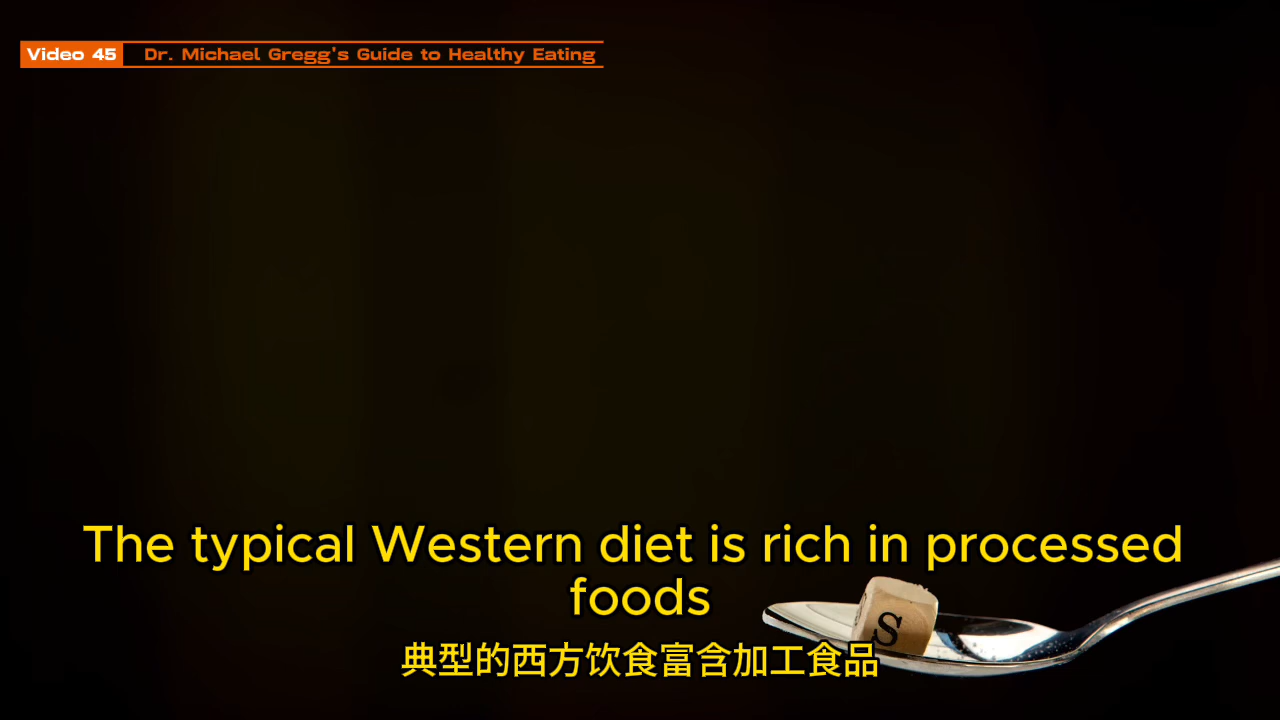 Video 45
Dr. Michael Gregg's Guide to Healthy Eating
The typical Western diet is rich in processed
foods
S
典型的西方饮食富含加工食品